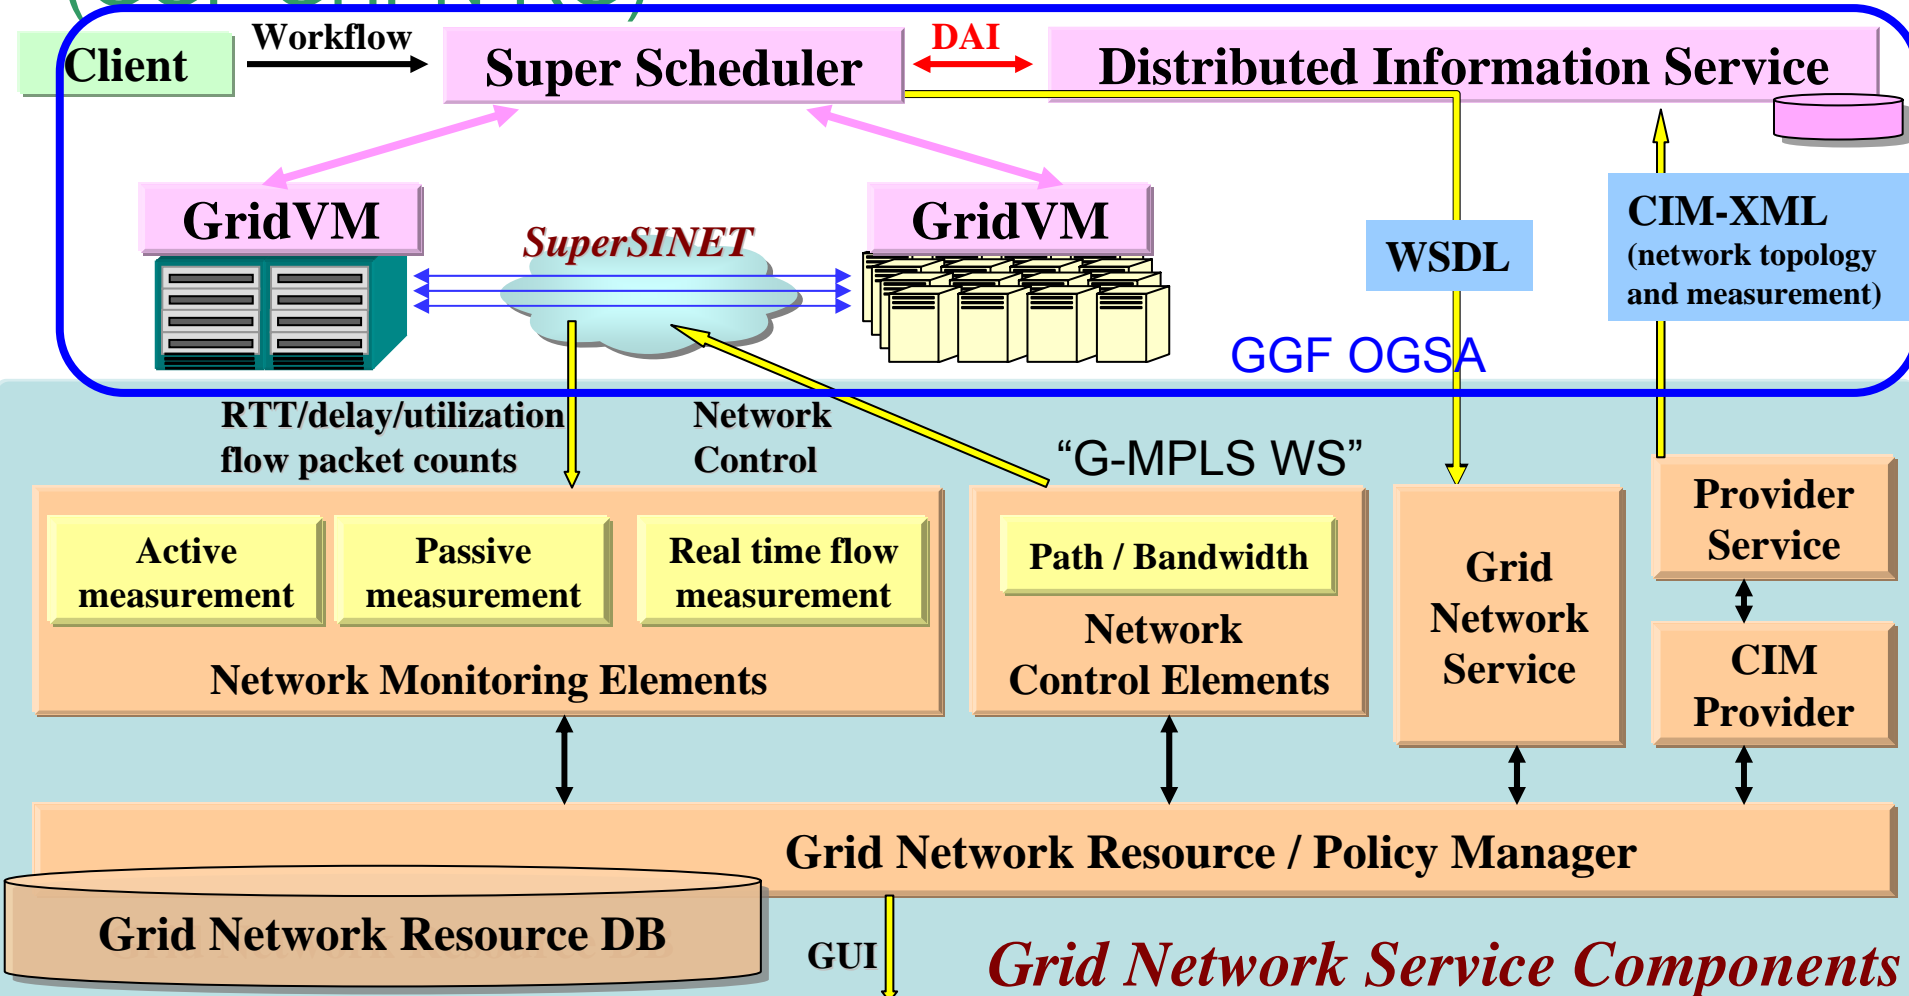 Client
Workflow
Super Scheduler
DAI
Distributed Information Service
GridVM
SuperSINET
GridVM
WSDL
CIM-XML
(network topology
and measurement)
GGF OGSA
RTT/delay/utilization
flow packet counts
Network
Control
“G-MPLS WS”
Active
measurement
Passive
measurement
Real time flow
measurement
Network Monitoring Elements
Path / Bandwidth
Network
Control Elements
Grid
Network
Service
Provider
Service
CIM
Provider
Grid Network Resource / Policy Manager
Grid Network Resource DB
GUI
Grid Network Service Components